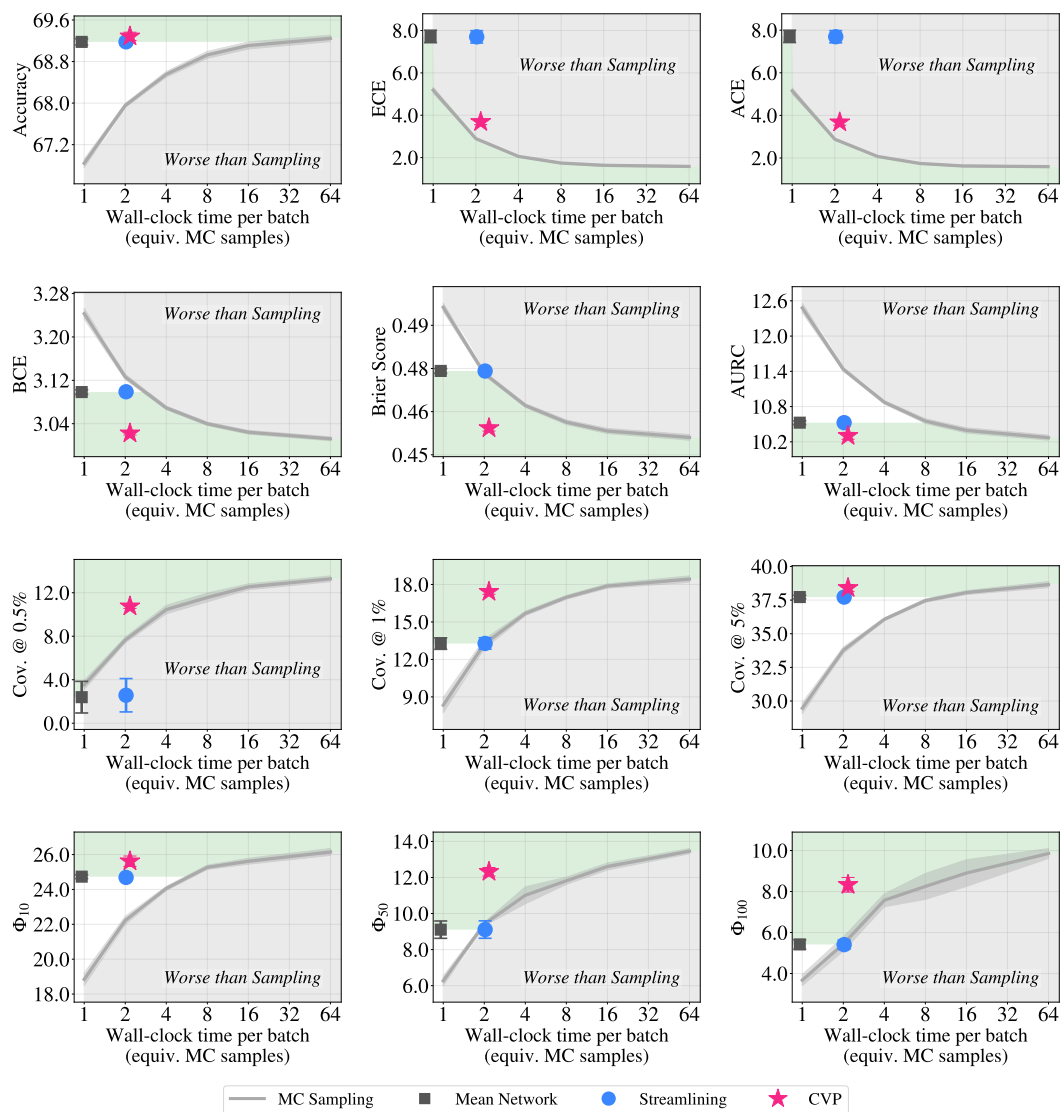 69.6
68.8
68.0
67.2
Accuracy
Worse than Sampling
1 2 4 8 16 32 64
Wall-clock time per batch
(equiv. MC samples)
8.0
6.0
4.0
2.0
ECE
Worse than Sampling
1 2 4 8 16 32 64
Wall-clock time per batch
(equiv. MC samples)
8.0
6.0
4.0
2.0
ACE
Worse than Sampling
1 2 4 8 16 32 64
Wall-clock time per batch
(equiv. MC samples)
3.28
3.20
3.12
3.04
BCE
Worse than Sampling
1 2 4 8 16 32 64
Wall-clock time per batch
(equiv. MC samples)
0.49
0.48
0.46
0.45
Brier Score
Worse than Sampling
1 2 4 8 16 32 64
Wall-clock time per batch
(equiv. MC samples)
12.6
12.0
11.4
10.8
10.2
AURC
Worse than Sampling
1 2 4 8 16 32 64
Wall-clock time per batch
(equiv. MC samples)
12.0
8.0
4.0
0.0
Cov. @ 0.5%
Worse than Sampling
1 2 4 8 16 32 64
Wall-clock time per batch
(equiv. MC samples)
18.0
15.0
12.0
9.0
Cov. @ 1%
Worse than Sampling
1 2 4 8 16 32 64
Wall-clock time per batch
(equiv. MC samples)
40.0
37.5
35.0
32.5
30.0
Cov. @ 5%
Worse than Sampling
1 2 4 8 16 32 64
Wall-clock time per batch
(equiv. MC samples)
26.0
24.0
22.0
20.0
18.0
Φ₁₀
Worse than Sampling
1 2 4 8 16 32 64
Wall-clock time per batch
(equiv. MC samples)
14.0
12.0
10.0
8.0
6.0
Φ₅₀
Worse than Sampling
1 2 4 8 16 32 64
Wall-clock time per batch
(equiv. MC samples)
10.0
8.0
6.0
4.0
Φ₁₀₀
Worse than Sampling
1 2 4 8 16 32 64
Wall-clock time per batch
(equiv. MC samples)
MC Sampling Mean Network Streamlining CVP